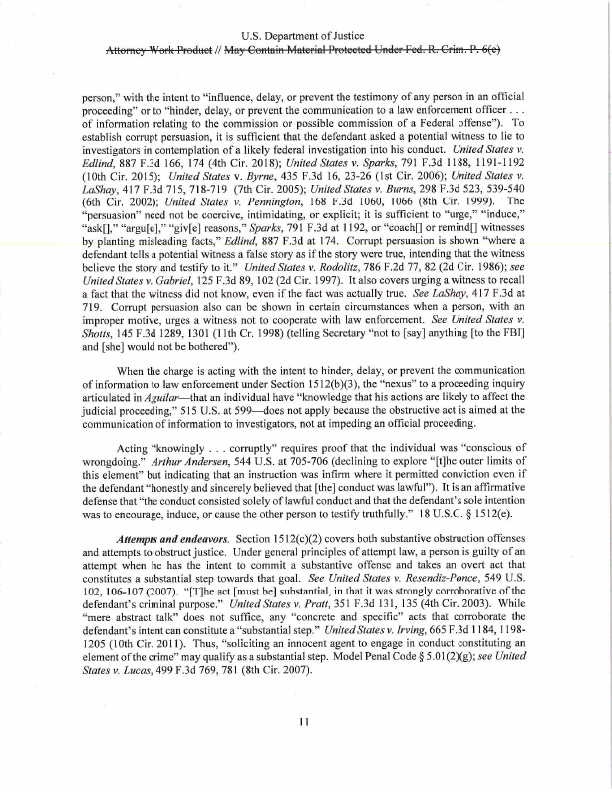 U.S. Department of Justice
Attorney Work Product // May Contain Material Protected Under Fed. R. Crim. P. 6(e)
person,” with the intent to “influence, delay, or prevent the testimony of any person in an official
proceeding” or to “hinder, delay, or prevent the communication to a law enforcement officer . . .
of information relating to the commission or possible commission of a Federal offense”). To
establish corrupt persuasion, it is sufficient that the defendant asked a potential witness to lie to
investigators in contemplation of a likely federal investigation into his conduct. United States v.
Edlind, 887 F.3d 166, 174 (4th Cir. 2018); United States v. Sparks, 791 F.3d 1188, 1191-1192
(10th Cir. 2015); United States v. Byrne, 435 F.3d 16, 23-26 (1st Cir. 2006); United States v.
LaShay, 417 F.3d 715, 718-719 (7th Cir. 2005); United States v. Burns, 298 F.3d 523, 539-540
(6th Cir. 2002); United States v. Pennington, 168 F.3d 1060, 1066 (8th Cir. 1999). The
“persuasion” need not be coercive, intimidating, or explicit; it is sufficient to “urge,” “induce,”
“ask[],” “argu[e],” “giv[e] reasons,” Sparks, 791 F.3d at 1192, or “coach[] or remind[] witnesses
by planting misleading facts,” Edlind, 887 F.3d at 174. Corrupt persuasion is shown “where a
defendant tells a potential witness a false story as if the story were true, intending that the witness
believe the story and testify to it.” United States v. Rodolitz, 786 F.2d 77, 82 (2d Cir. 1986); see
United States v. Gabriel, 125 F.3d 89, 102 (2d Cir. 1997). It also covers urging a witness to recall
a fact that the witness did not know, even if the fact was actually true. See LaShay, 417 F.3d at
719. Corrupt persuasion also can be shown in certain circumstances when a person, with an
improper motive, urges a witness not to cooperate with law enforcement. See United States v.
Shotts, 145 F.3d 1289, 1301 (11th Cr. 1998) (telling Secretary “not to [say] anything [to the FBI]
and [she] would not be bothered”).
When the charge is acting with the intent to hinder, delay, or prevent the communication
of information to law enforcement under Section 1512(b)(3), the “nexus” to a proceeding inquiry
articulated in Aguilar—that an individual have “knowledge that his actions are likely to affect the
judicial proceeding,” 515 U.S. at 599—does not apply because the obstructive act is aimed at the
communication of information to investigators, not at impeding an official proceeding.
Acting “knowingly . . . corruptly” requires proof that the individual was “conscious of
wrongdoing.” Arthur Andersen, 544 U.S. at 705-706 (declining to explore “[t]he outer limits of
this element” but indicating that an instruction was infirm where it permitted conviction even if
the defendant “honestly and sincerely believed that [the] conduct was lawful”). It is an affirmative
defense that “the conduct consisted solely of lawful conduct and that the defendant’s sole intention
was to encourage, induce, or cause the other person to testify truthfully.” 18 U.S.C. § 1512(e).
Attempts and endeavors. Section 1512(c)(2) covers both substantive obstruction offenses
and attempts to obstruct justice. Under general principles of attempt law, a person is guilty of an
attempt when he has the intent to commit a substantive offense and takes an overt act that
constitutes a substantial step towards that goal. See United States v. Resendiz-Ponce, 549 U.S.
102, 106-107 (2007). “[T]he act [must be] substantial, in that it was strongly corroborative of the
defendant’s criminal purpose.” United States v. Pratt, 351 F.3d 131, 135 (4th Cir. 2003). While
“mere abstract talk” does not suffice, any “concrete and specific” acts that corroborate the
defendant’s intent can constitute a “substantial step.” United States v. Irving, 665 F.3d 1184, 1198-
1205 (10th Cir. 2011). Thus, “soliciting an innocent agent to engage in conduct constituting an
element of the crime” may qualify as a substantial step. Model Penal Code § 5.01(2)(g); see United
States v. Lucas, 499 F.3d 769, 781 (8th Cir. 2007).
11